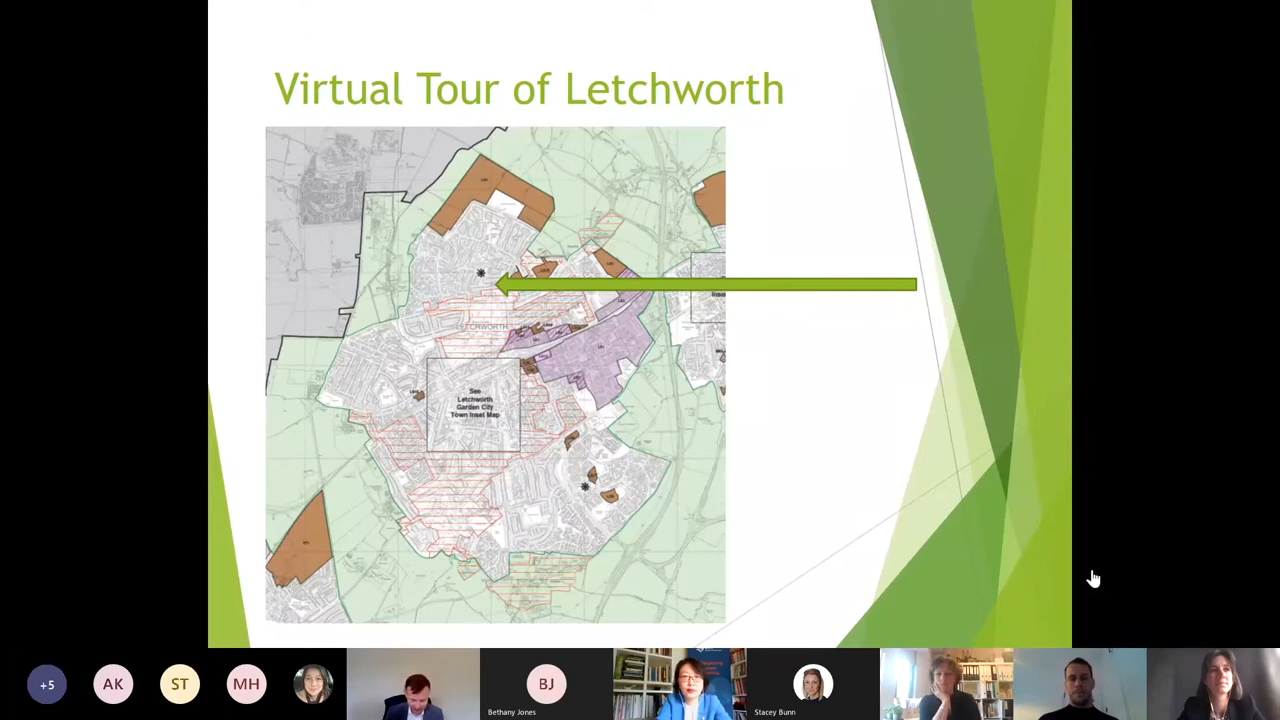 Virtual Tour of Letchworth
LETCHWORTH
See
Letchworth
Garden City
Town Inset Map
+5
AK
ST
MH
BJ
Bethany Jones
Stacey Bunn